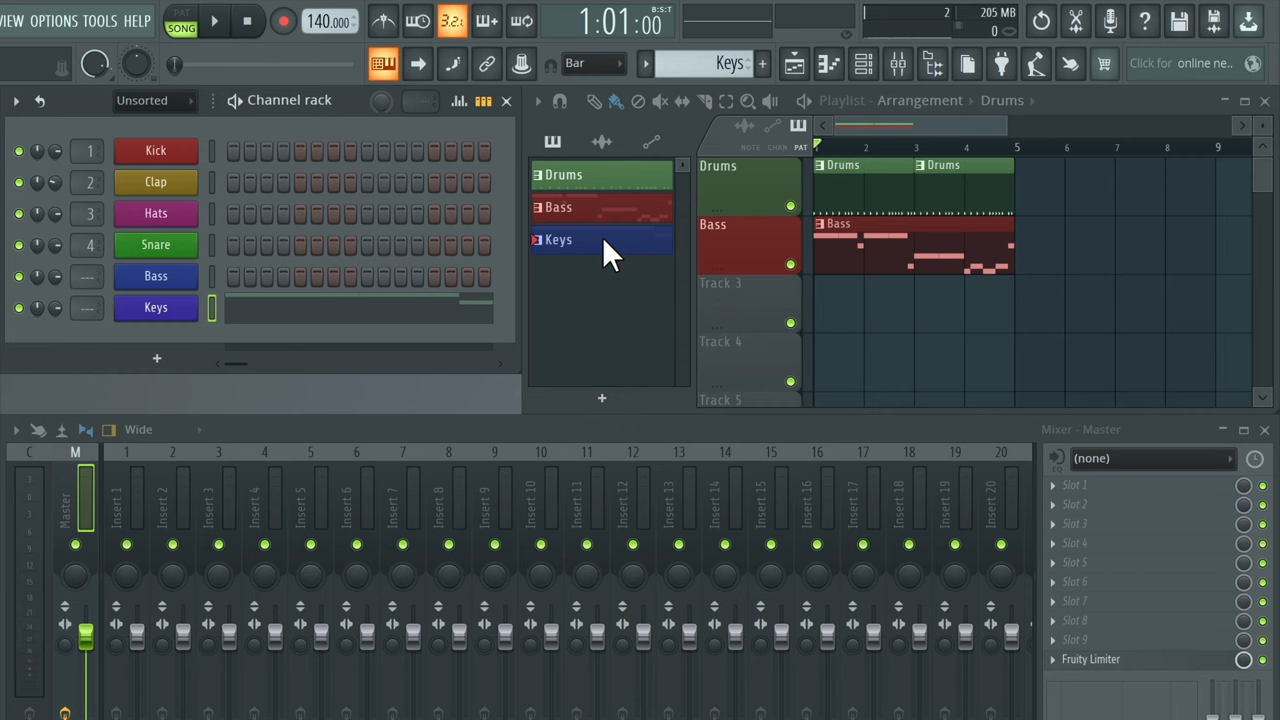 VIEW OPTIONS TOOLS HELP
PAT
SONG
140.000
3.2.
1:01:00
B:S:T
2
205 MB
0
Bar
Keys
Click for online ne..
Unsorted
Channel rack
Playlist - Arrangement
Drums
NOTE CHAN PAT
2 3 4 5 6 7 8 9
1 Kick
2 Clap
3 Hats
4 Snare
--- Bass
--- Keys
Drums
Bass
Keys
Drums
Bass
Track 3
Track 4
Track 5
Drums
Drums
Bass
Wide
Mixer - Master
C M 1 2 3 4 5 6 7 8 9 10 11 12 13 14 15 16 17 18 19 20
Master
Insert 1
Insert 2
Insert 3
Insert 4
Insert 5
Insert 6
Insert 7
Insert 8
Insert 9
Insert 10
Insert 11
Insert 12
Insert 13
Insert 14
Insert 15
Insert 16
Insert 17
Insert 18
Insert 19
Insert 20
(none)
EQ
Slot 1
Slot 2
Slot 3
Slot 4
Slot 5
Slot 6
Slot 7
Slot 8
Slot 9
Fruity Limiter